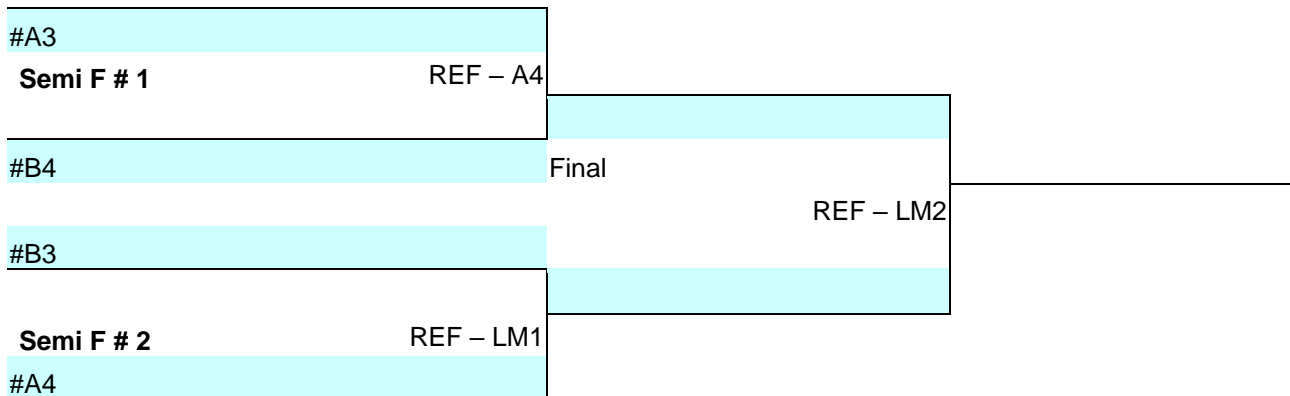 #A3
Semi F # 1
REF – A4
#B4
Final
REF – LM2
#B3
Semi F # 2
REF – LM1
#A4